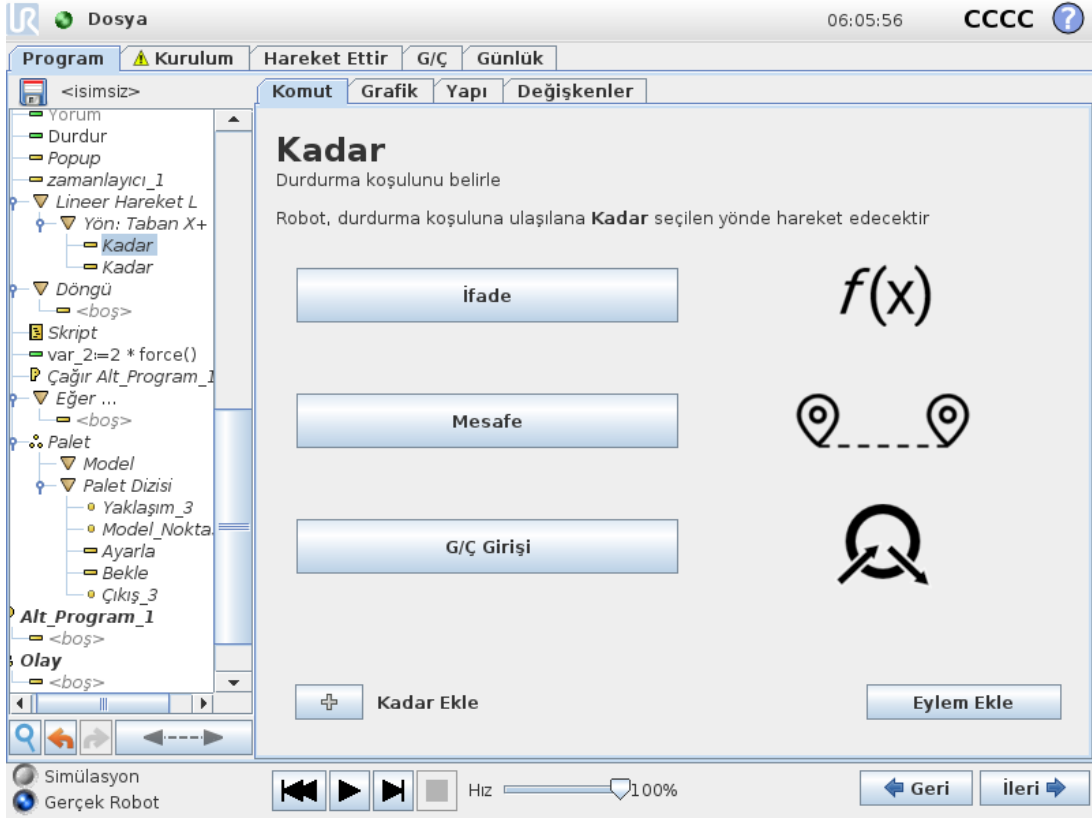 Dosya
06:05:56
CCCC
?
Program
Kurulum
Hareket Ettir
G/Ç
Günlük
<isimsiz>
Komut
Grafik
Yapı
Değişkenler
Yorum
Durdur
Popup
zamanlayıcı_1
Lineer Hareket L
Yön: Taban X+
Kadar
Kadar
Döngü
<boş>
Skript
var_2:=2 * force()
Çağır Alt_Program_1
Eğer ...
<boş>
Palet
Model
Palet Dizisi
Yaklaşım_3
Model_Nokta
Ayarla
Bekle
Çıkış_3
Alt_Program_1
<boş>
Olay
<boş>
Kadar
Durdurma koşulunu belirle
Robot, durdurma koşuluna ulaşılana Kadar seçilen yönde hareket edecektir
İfade
f(x)
Mesafe
G/Ç Girişi
Kadar Ekle
Eylem Ekle
Simülasyon
Gerçek Robot
Hız
100%
Geri
İleri